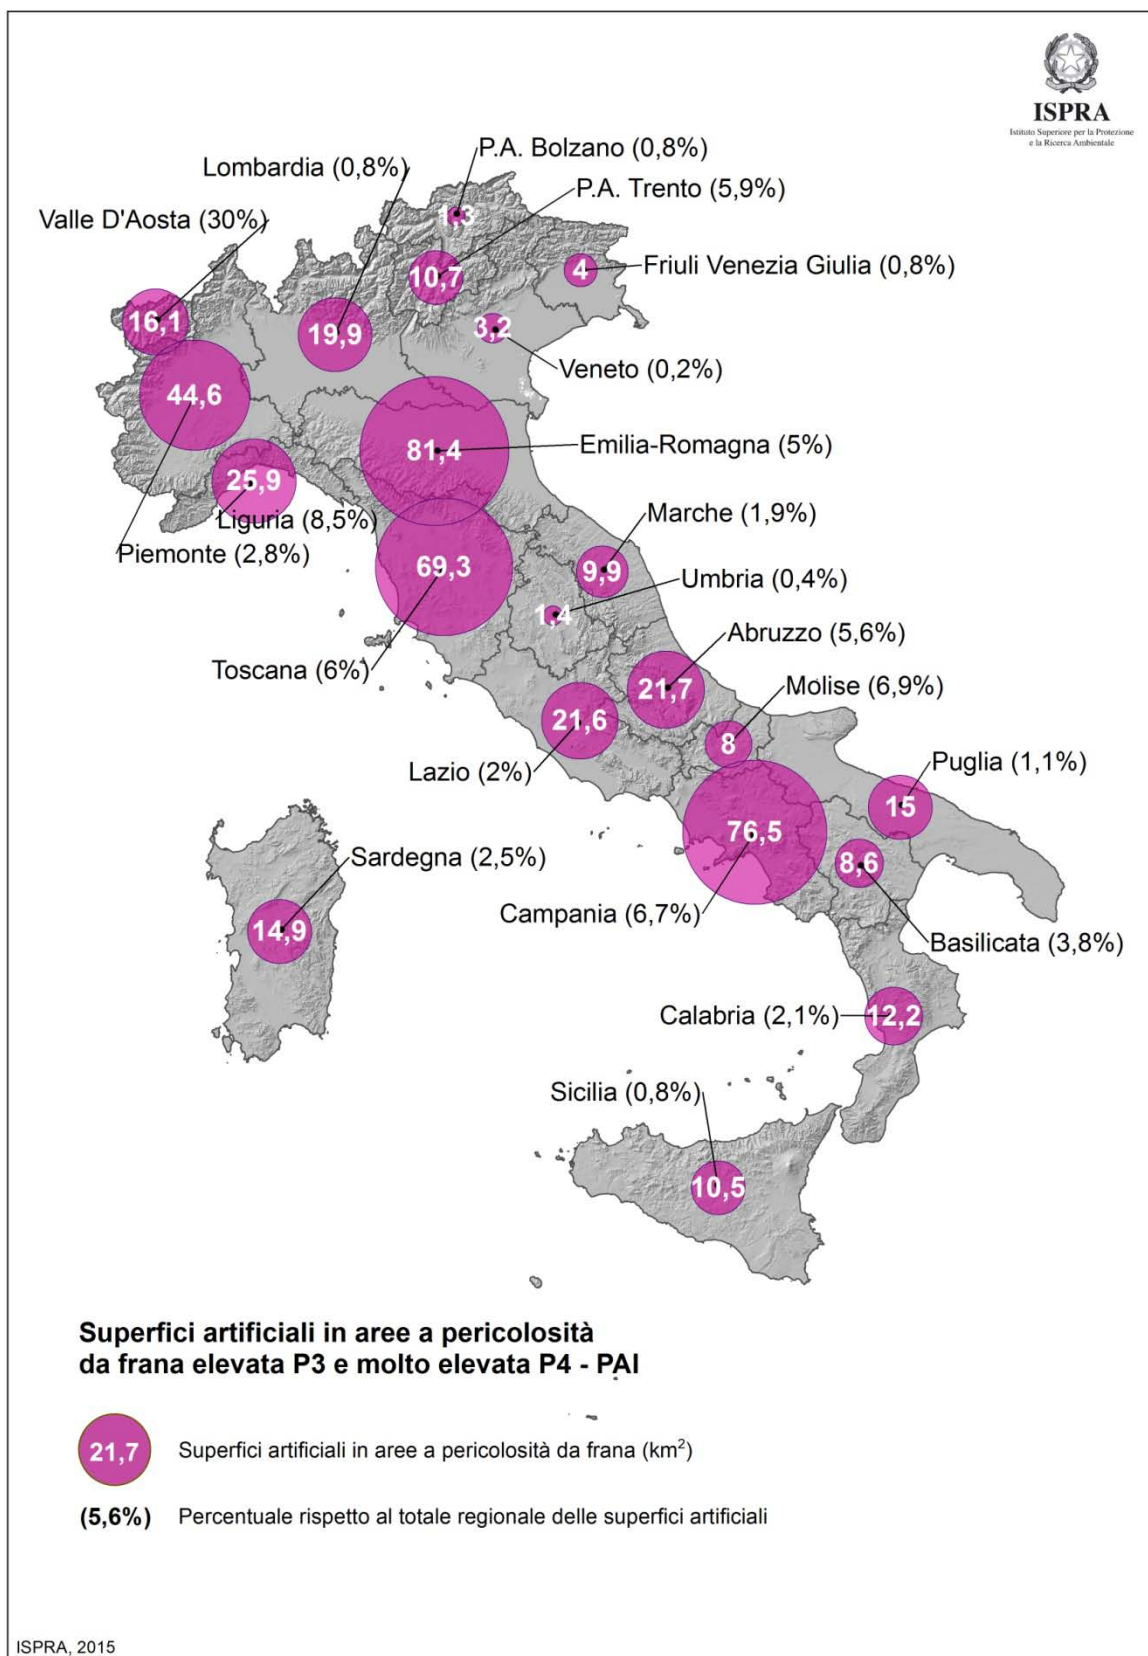 ISPRA
Istituto Superiore per la Protezione
e la Ricerca Ambientale
P.A. Bolzano (0,8%)
Lombardia (0,8%)
P.A. Trento (5,9%)
Valle D'Aosta (30%)
1,3
Friuli Venezia Giulia (0,8%)
4
10,7
16,1
19,9
3,2
Veneto (0,2%)
44,6
81,4
Emilia-Romagna (5%)
25,9
Liguria (8,5%)
Marche (1,9%)
Piemonte (2,8%)
69,3
9,9
Umbria (0,4%)
1,4
Abruzzo (5,6%)
Toscana (6%)
21,7
Molise (6,9%)
21,6
8
Lazio (2%)
Puglia (1,1%)
15
76,5
Sardegna (2,5%)
8,6
Campania (6,7%)
14,9
Basilicata (3,8%)
Calabria (2,1%)
12,2
Sicilia (0,8%)
10,5
Superfici artificiali in aree a pericolosità
da frana elevata P3 e molto elevata P4 - PAI
21,7
Superfici artificiali in aree a pericolosità da frana (km²)
(5,6%)
Percentuale rispetto al totale regionale delle superfici artificiali
ISPRA, 2015